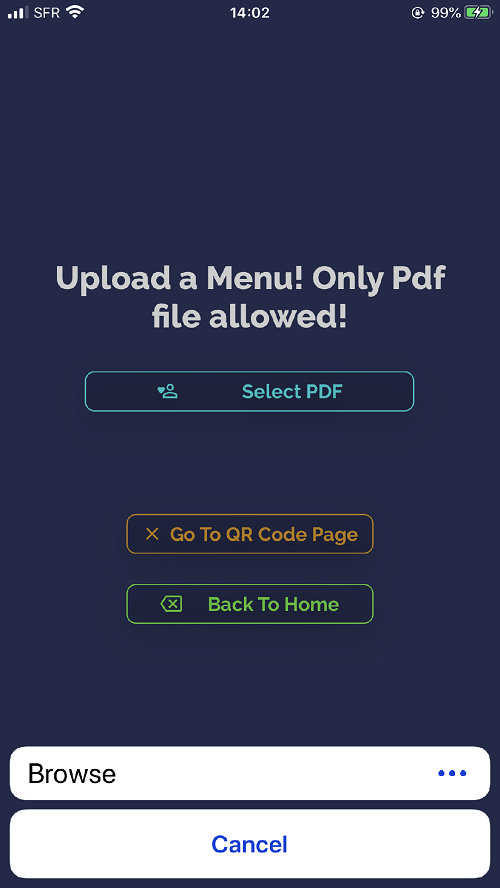 SFR 14:02 99%
Upload a Menu! Only Pdf
file allowed!
Select PDF
Go To QR Code Page
Back To Home
Browse
Cancel